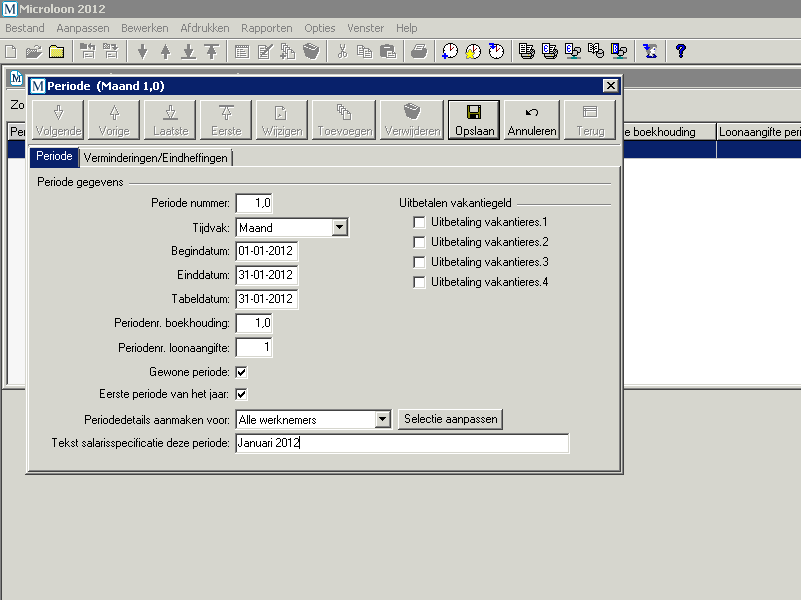 Microloon 2012
Bestand Aanpassen Bewerken Afdrukken Rapporten Opties Venster Help
Zo
Pe e boekhouding Loonaangifte peri
Periode (Maand 1,0)
Volgende Vorige Laatste Eerste Wijzigen Toevoegen Verwijderen Opslaan Annuleren Terug
Periode Verminderingen/Eindheffingen
Periode gegevens
Periode nummer: 1,0
Tijdvak: Maand
Begindatum: 01-01-2012
Einddatum: 31-01-2012
Tabeldatum: 31-01-2012
Periodenr. boekhouding: 1,0
Periodenr. loonaangifte: 1
Gewone periode:
Eerste periode van het jaar:
Periodedetails aanmaken voor: Alle werknemers Selectie aanpassen
Tekst salarisspecificatie deze periode: Januari 2012
Uitbetalen vakantiegeld
Uitbetaling vakantieres.1
Uitbetaling vakantieres.2
Uitbetaling vakantieres.3
Uitbetaling vakantieres.4